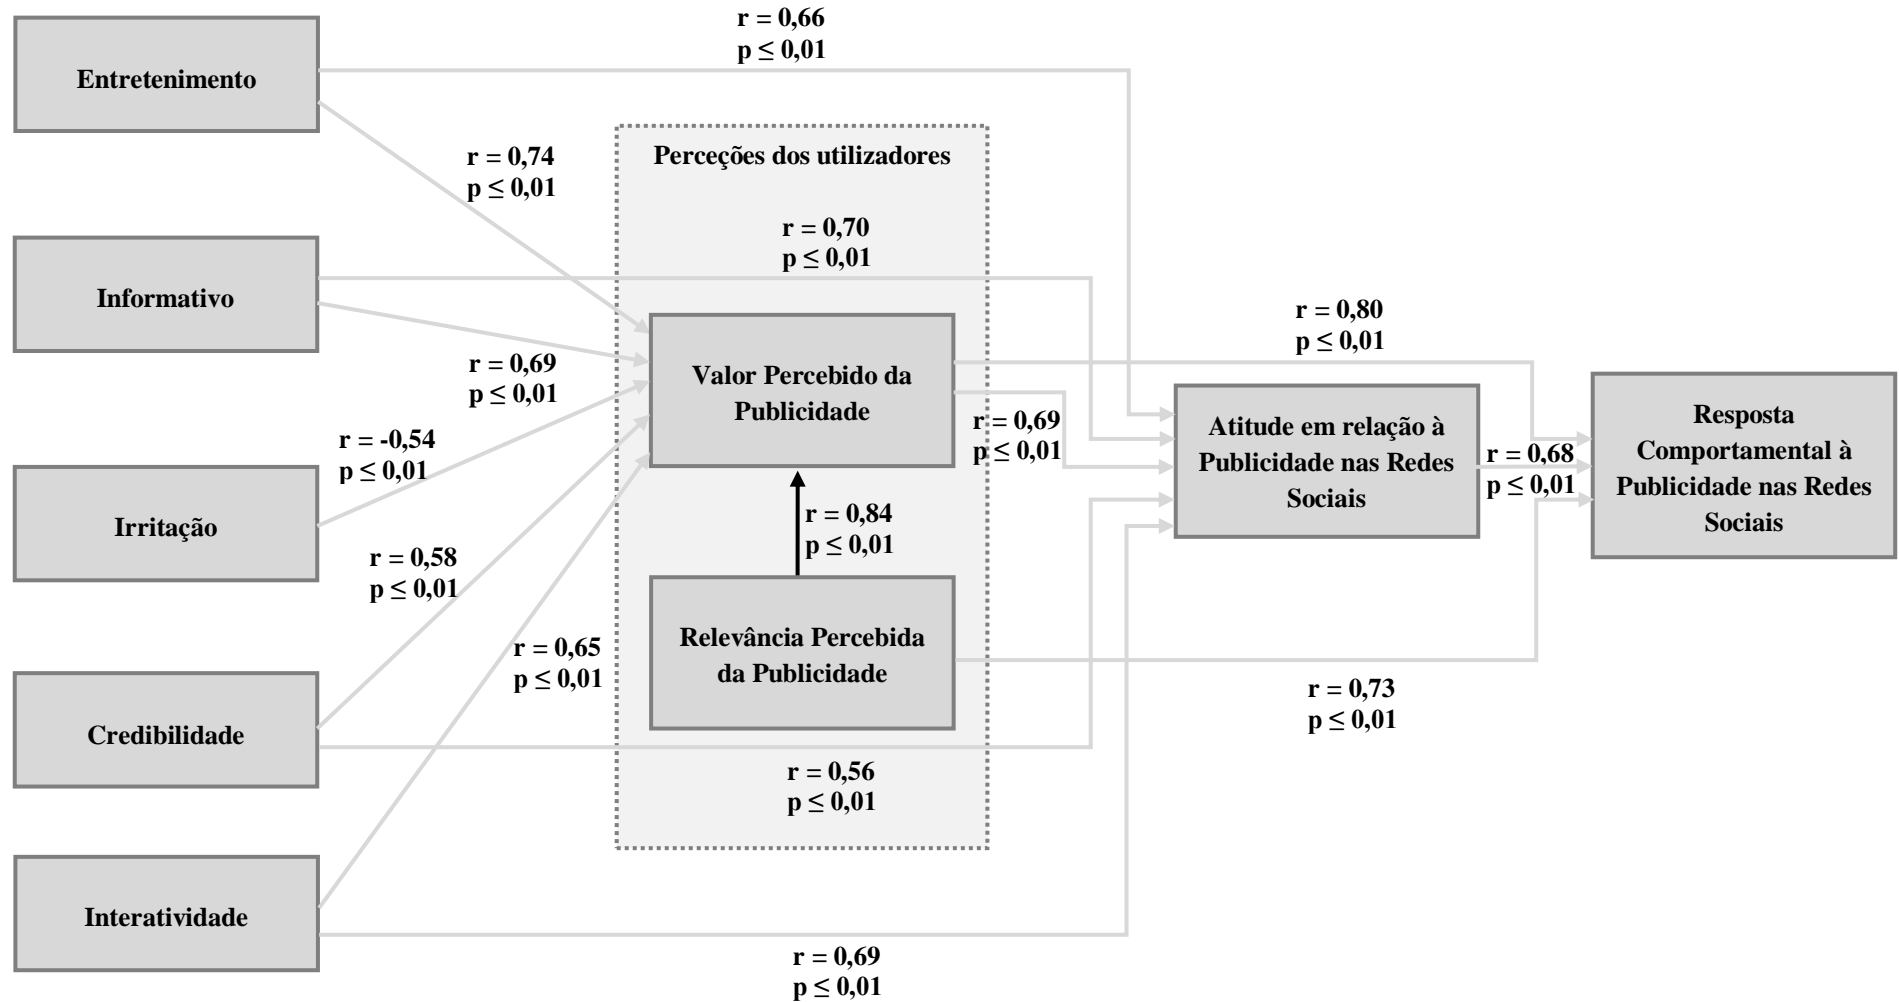 r = 0,66
p ≤ 0,01
Entretenimento
r = 0,74
p ≤ 0,01
Perceções dos utilizadores
r = 0,70
p ≤ 0,01
Informativo
r = 0,69
p ≤ 0,01
Valor Percebido da
Publicidade
r = 0,80
p ≤ 0,01
r = 0,69
p ≤ 0,01
Atitude em relação à
Publicidade nas Redes
Sociais
r = 0,68
p ≤ 0,01
Resposta
Comportamental à
Publicidade nas Redes
Sociais
r = -0,54
p ≤ 0,01
Irritação
r = 0,84
p ≤ 0,01
r = 0,58
p ≤ 0,01
r = 0,65
p ≤ 0,01
Relevância Percebida
da Publicidade
r = 0,73
p ≤ 0,01
Credibilidade
r = 0,56
p ≤ 0,01
Interatividade
r = 0,69
p ≤ 0,01